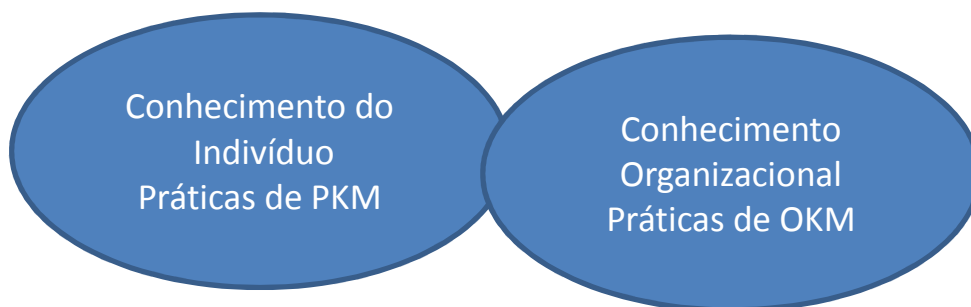 Conhecimento do
Indivíduo
Práticas de PKM
Conhecimento
Organizacional
Práticas de OKM